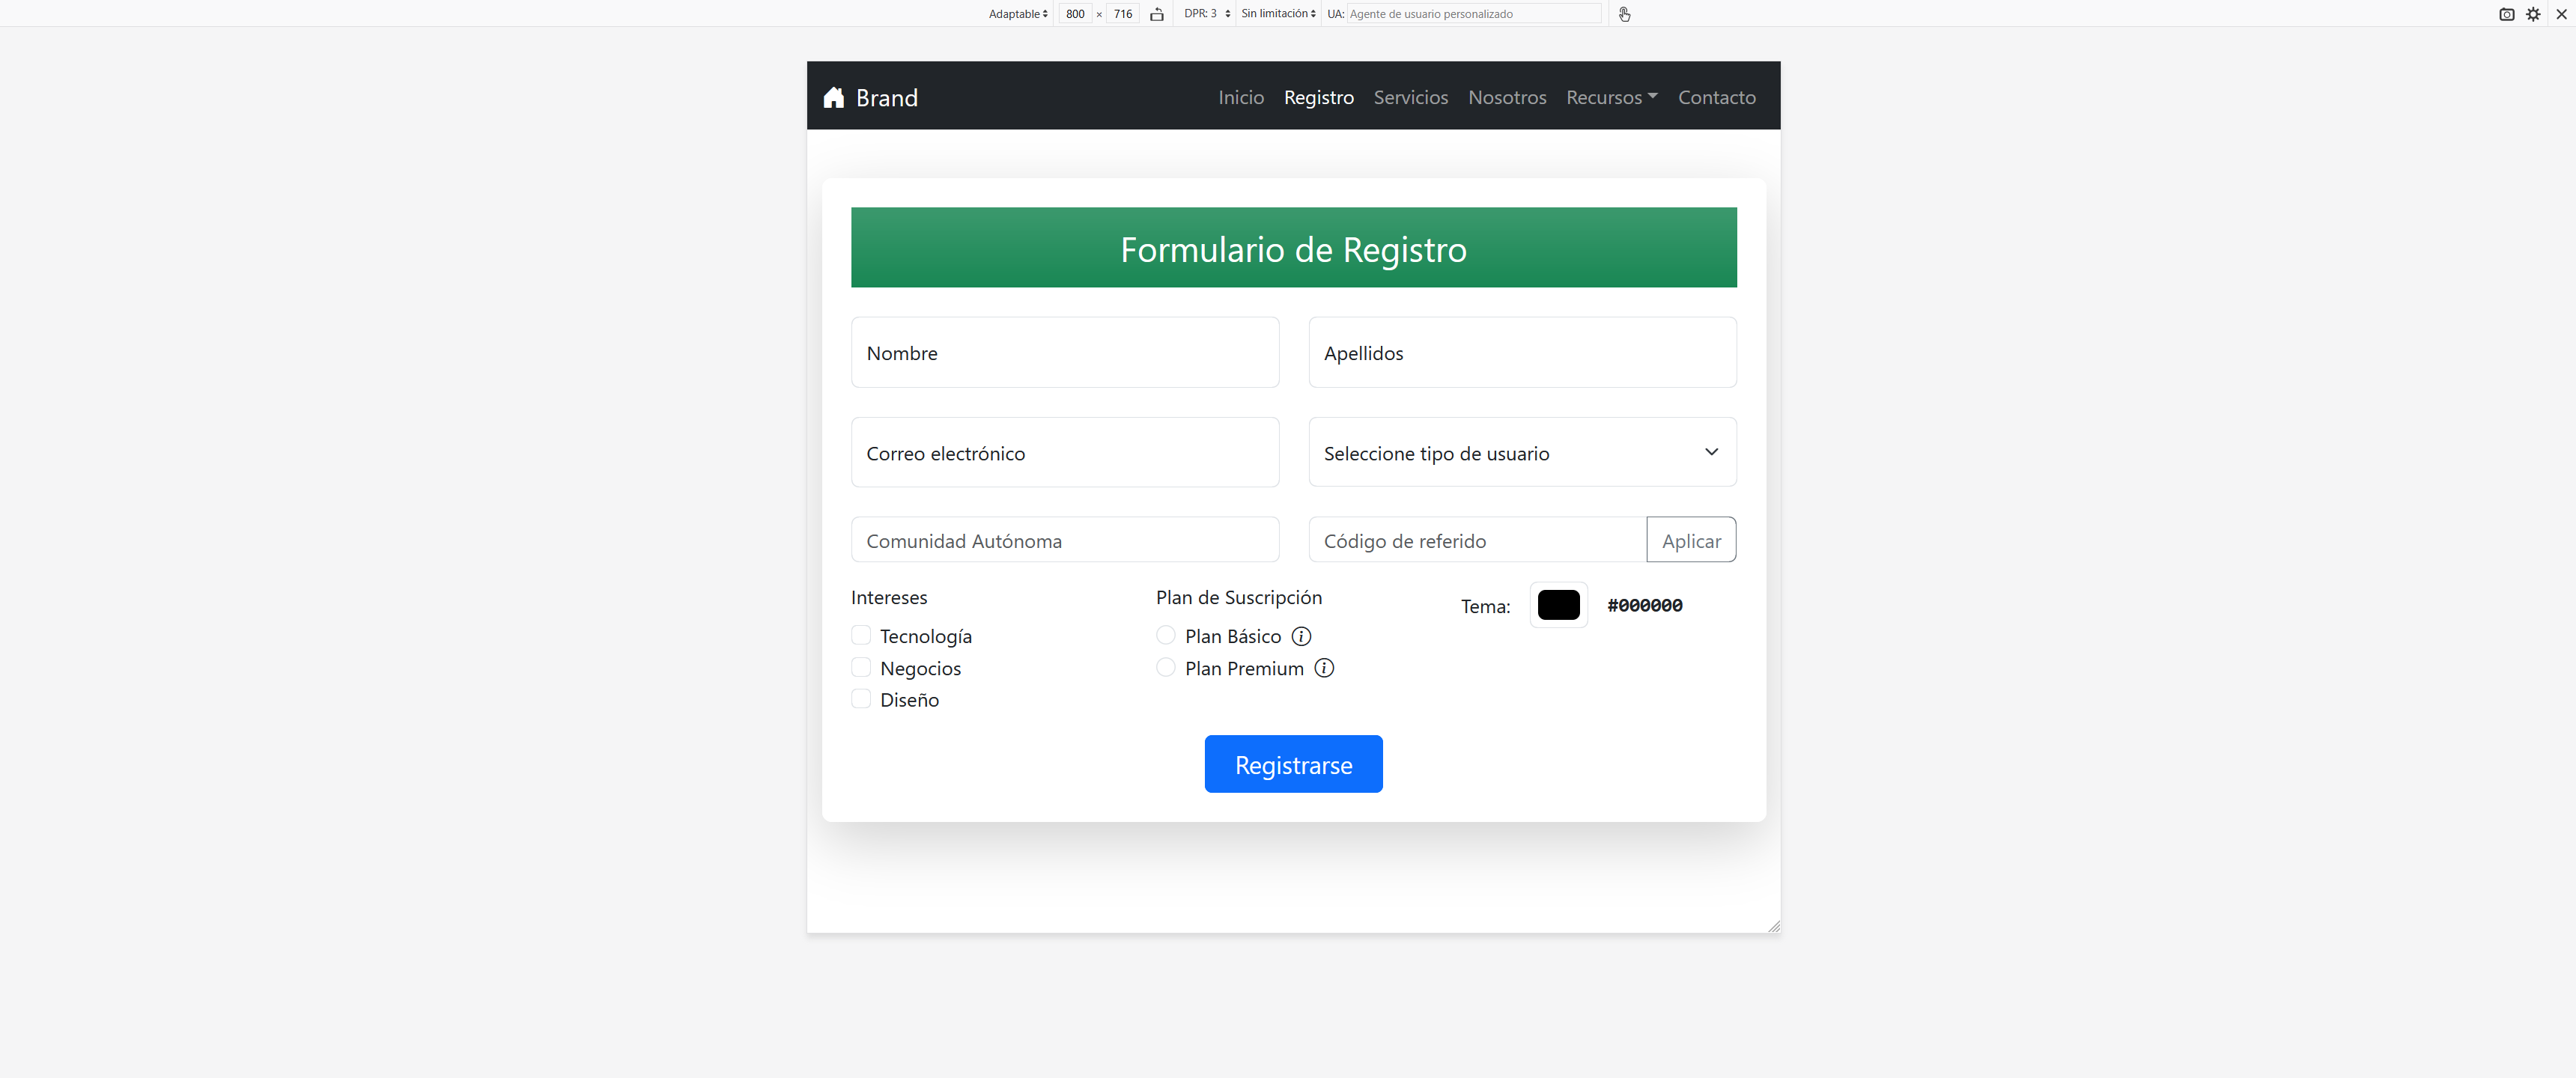 Adaptable 800 × 716 DPR: 3 Sin limitación UA: Agente de usuario personalizado
Brand Inicio Registro Servicios Nosotros Recursos Contacto
Formulario de Registro
Nombre Apellidos
Correo electrónico Seleccione tipo de usuario
Comunidad Autónoma Código de referido Aplicar
Intereses Plan de Suscripción Tema: #000000
Tecnología Plan Básico
Negocios Plan Premium
Diseño
Registrarse